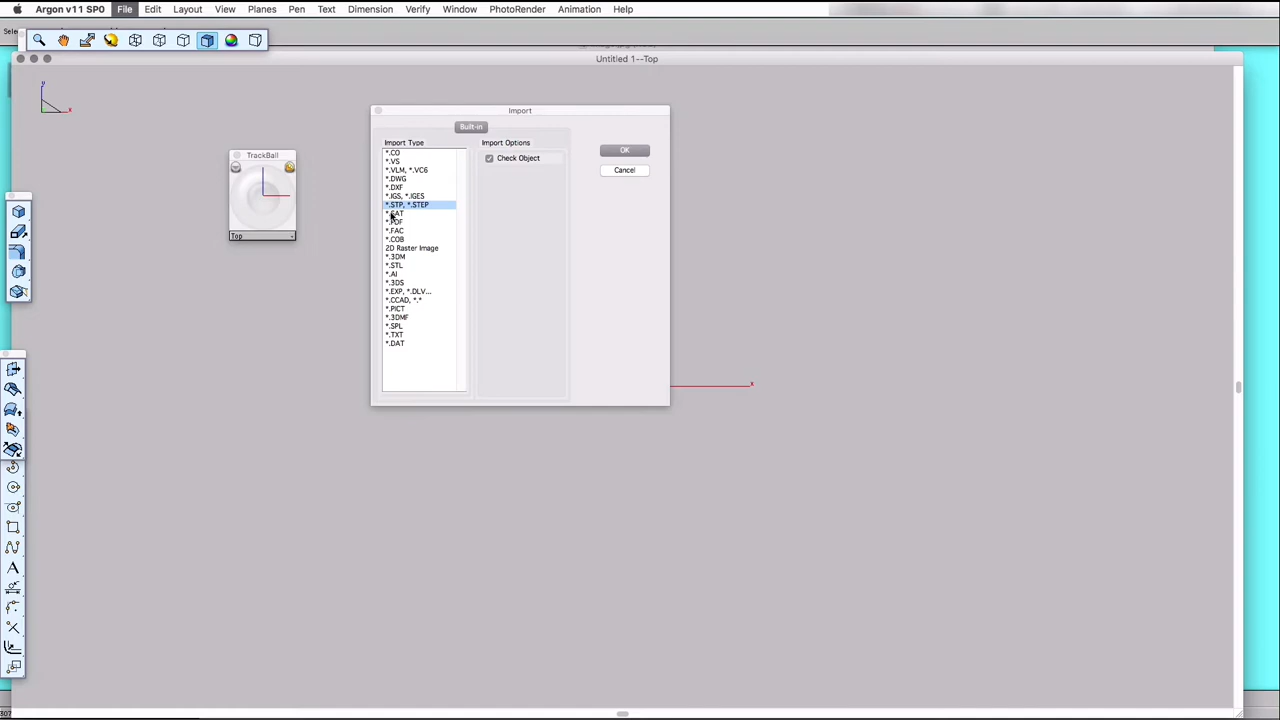 Argon v11 SP0 File Edit Layout View Planes Pen Text Dimension Verify Window PhotoRender Animation Help
Untitled 1--Top
y
x
Import
Built-in
Import Type
Import Options
*.CO
*.VS
*.VLM, *.VC6
*.DWG
*.DXF
*.IGS, *.IGES
*.STP, *.STEP
*.SAT
*.PDF
*.FAC
*.COB
2D Raster Image
*.3DM
*.STL
*.AI
*.3DS
*.EXP, *.DLV...
*.CCAD, *.*
*.PICT
*.3DMF
*.SPL
*.TXT
*.DAT
Check Object
OK
Cancel
TrackBall
Top
x
A